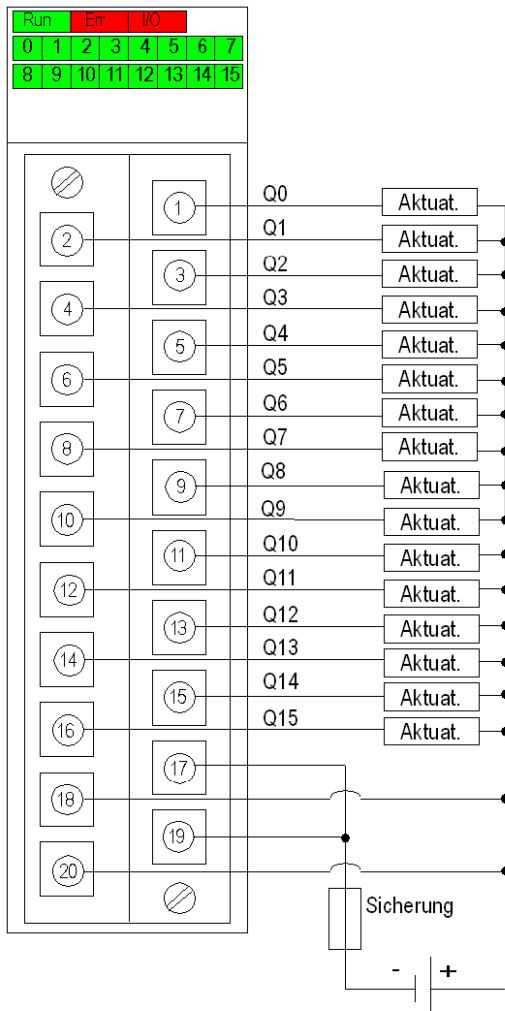 Run Err I/O
0 1 2 3 4 5 6 7
8 9 10 11 12 13 14 15
1 Q0 Aktuat.
2 Q1 Aktuat.
3 Q2 Aktuat.
4 Q3 Aktuat.
5 Q4 Aktuat.
6 Q5 Aktuat.
7 Q6 Aktuat.
8 Q7 Aktuat.
9 Q8 Aktuat.
10 Q9 Aktuat.
11 Q10 Aktuat.
12 Q11 Aktuat.
13 Q12 Aktuat.
14 Q13 Aktuat.
15 Q14 Aktuat.
16 Q15 Aktuat.
17
18
19
20
Sicherung
- +